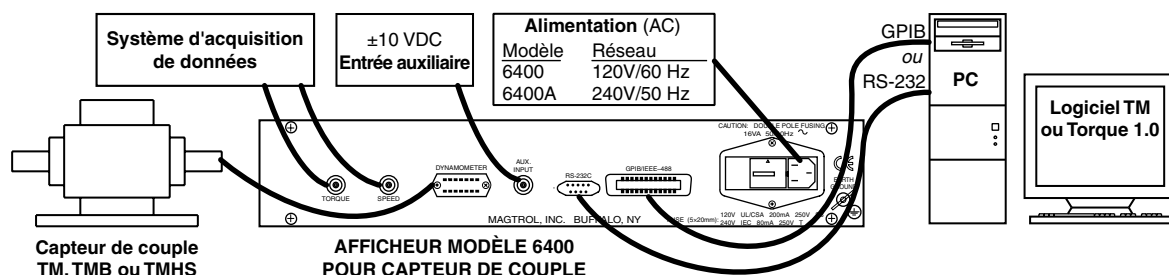 Système d'acquisition
de données
±10 VDC
Entrée auxiliaire
Alimentation (AC)
Modèle Réseau
6400 120V/60 Hz
6400A 240V/50 Hz
GPIB
ou
RS-232
PC
Logiciel TM
ou Torque 1.0
CAUTION: DOUBLE POLE FUSING
16VA 50/60Hz
DYNAMOMETER
AUX.
INPUT
RS-232C
GPIB/IEEE-488
EARTH
GROUND
TORQUE
SPEED
MAGTROL, INC. BUFFALO, NY
FUSE (5x20mm):
120V UL/CSA 200mA 250V
240V IEC 80mA 250V T
Capteur de couple
TM, TMB ou TMHS
AFFICHEUR MODÈLE 6400
POUR CAPTEUR DE COUPLE